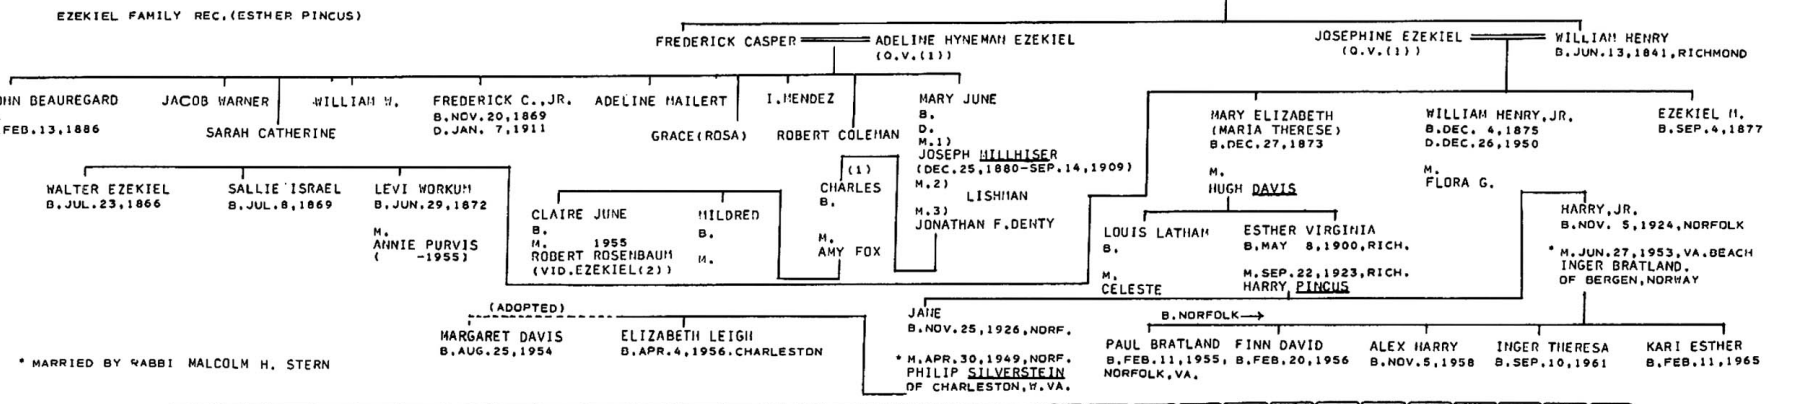 EZEKIEL FAMILY REC.(ESTHER PINCUS)
FREDERICK CASPER
ADELINE HYNEMAN EZEKIEL
(Q.V.(1))
JOSEPHINE EZEKIEL
(Q.V.(1))
WILLIAM HENRY
B.JUN.13,1841,RICHMOND
HN BEAUREGARD
FEB.13,1886
JACOB WARNER
SARAH CATHERINE
WILLIAM W.
FREDERICK C.,JR.
B.NOV.20,1869
D.JAN. 7,1911
ADELINE MAILERT
GRACE(ROSA)
I.MENDEZ
ROBERT COLEMAN
MARY JUNE
B.
D.
M.1)
JOSEPH MILLHISER
(DEC.25,1880-SEP.14,1909)
M.2)
LISHMAN
M.3)
JONATHAN F.DENTY
MARY ELIZABETH
(MARIA THERESE)
B.DEC.27,1873
M.
HUGH DAVIS
WILLIAM HENRY,JR.
B.DEC. 4,1875
D.DEC.26,1950
M.
FLORA G.
EZEKIEL M.
B.SEP.4,1877
WALTER EZEKIEL
B.JUL.23,1866
SALLIE ISRAEL
B.JUL.8,1869
LEVI WORKUM
B.JUN.29,1872
M.
ANNIE PURVIS
( -1955)
CLAIRE JUNE
B.
M. 1955
ROBERT ROSENBAUM
(VID.EZEKIEL(2))
MILDRED
B.
M.
(1)
CHARLES
B.
M.
AMY FOX
LOUIS LATHAM
B.
M.
CELESTE
ESTHER VIRGINIA
B.MAY 8,1900,RICH.
M.SEP.22,1923,RICH.
HARRY PINCUS
HARRY,JR.
B.NOV. 5,1924,NORFOLK
* M.JUN.27,1953,VA.BEACH
INGER BRATLAND.
OF BERGEN,NORWAY
(ADOPTED)
MARGARET DAVIS
B.AUG.25,1954
ELIZABETH LEIGH
B.APR.4,1956.CHARLESTON
JANE
B.NOV.25,1926,NORF.
* M.APR.30,1949,NORF.
PHILIP SILVERSTEIN
OF CHARLESTON,W.VA.
B.NORFOLK→
PAUL BRATLAND
B.FEB.11,1955,
NORFOLK,VA.
FINN DAVID
B.FEB.20,1956
ALEX HARRY
B.NOV.5,1958
INGER THERESA
B.SEP.10,1961
KARI ESTHER
B.FEB.11,1965
* MARRIED BY RABBI MALCOLM H. STERN